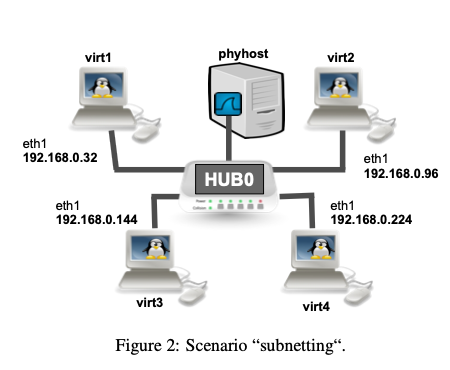 phyhost
virt1
virt2
eth1
192.168.0.32
eth1
192.168.0.96
HUB0
Power
Collision
eth1
192.168.0.144
eth1
192.168.0.224
virt3
virt4
Figure 2: Scenario “subnetting“.